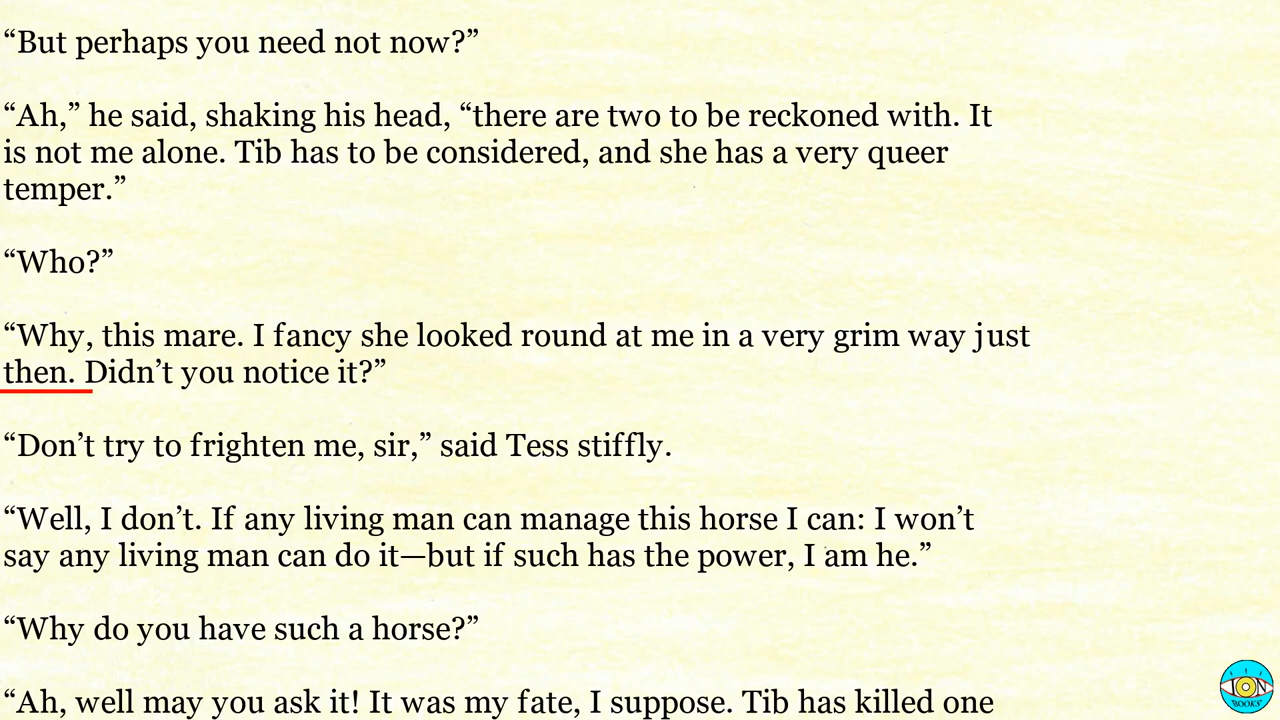 “But perhaps you need not now?”
“Ah,” he said, shaking his head, “there are two to be reckoned with. It
is not me alone. Tib has to be considered, and she has a very queer
temper.”
“Who?”
“Why, this mare. I fancy she looked round at me in a very grim way just
then. Didn’t you notice it?”
“Don’t try to frighten me, sir,” said Tess stiffly.
“Well, I don’t. If any living man can manage this horse I can: I won’t
say any living man can do it—but if such has the power, I am he.”
“Why do you have such a horse?”
“Ah, well may you ask it! It was my fate, I suppose. Tib has killed one
ION
BOOKS